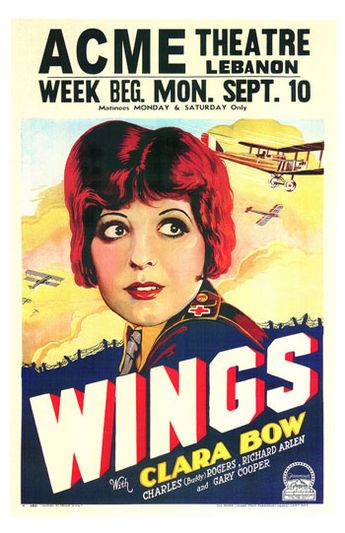 ACME THEATRE
LEBANON
WEEK BEG. MON. SEPT. 10
Matinees MONDAY & SATURDAY Only
WINGS
With CLARA BOW
CHARLES (Buddy) ROGERS, RICHARD ARLEN
and GARY COOPER